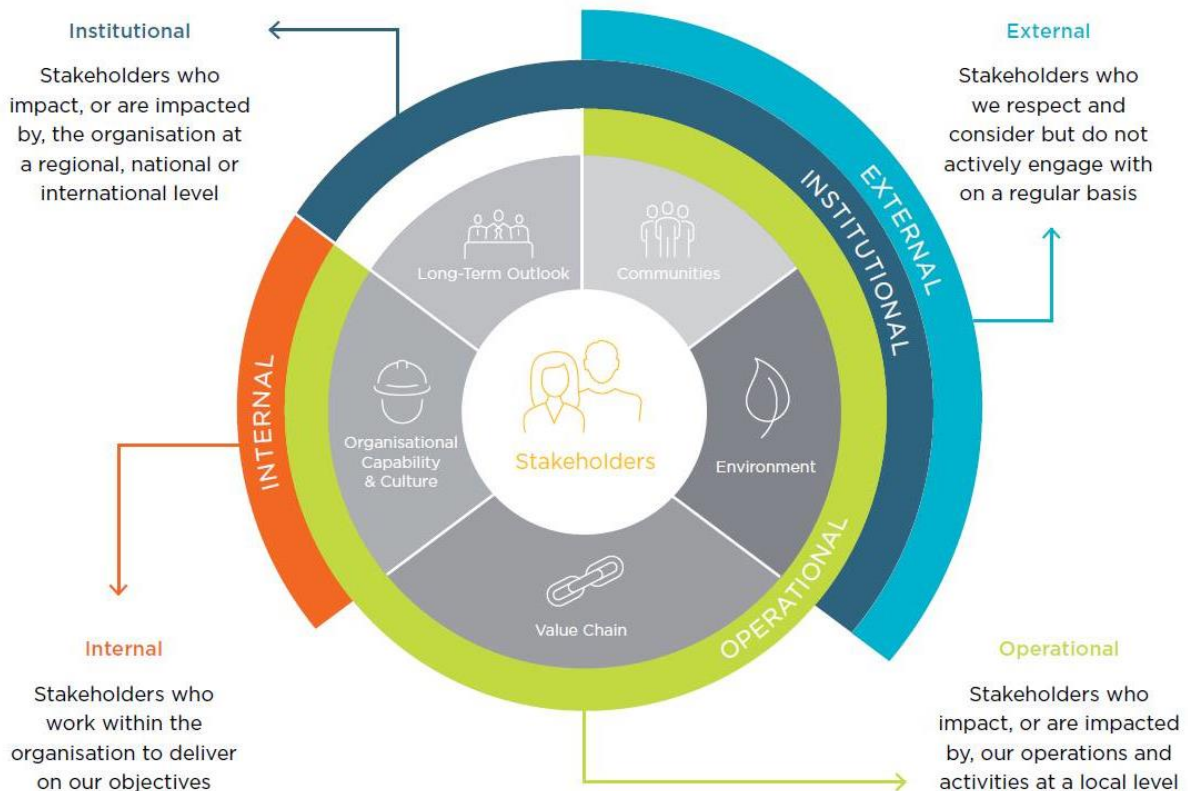 Institutional
Stakeholders who
impact, or are impacted
by, the organisation at
a regional, national or
international level
External
Stakeholders who
we respect and
consider but do not
actively engage with
on a regular basis
EXTERNAL
INSTITUTIONAL
OPERATIONAL
INTERNAL
Long-Term Outlook
Communities
Organisational
Capability
& Culture
Stakeholders
Environment
Value Chain
Internal
Stakeholders who
work within the
organisation to deliver
on our objectives
Operational
Stakeholders who
impact, or are impacted
by, our operations and
activities at a local level